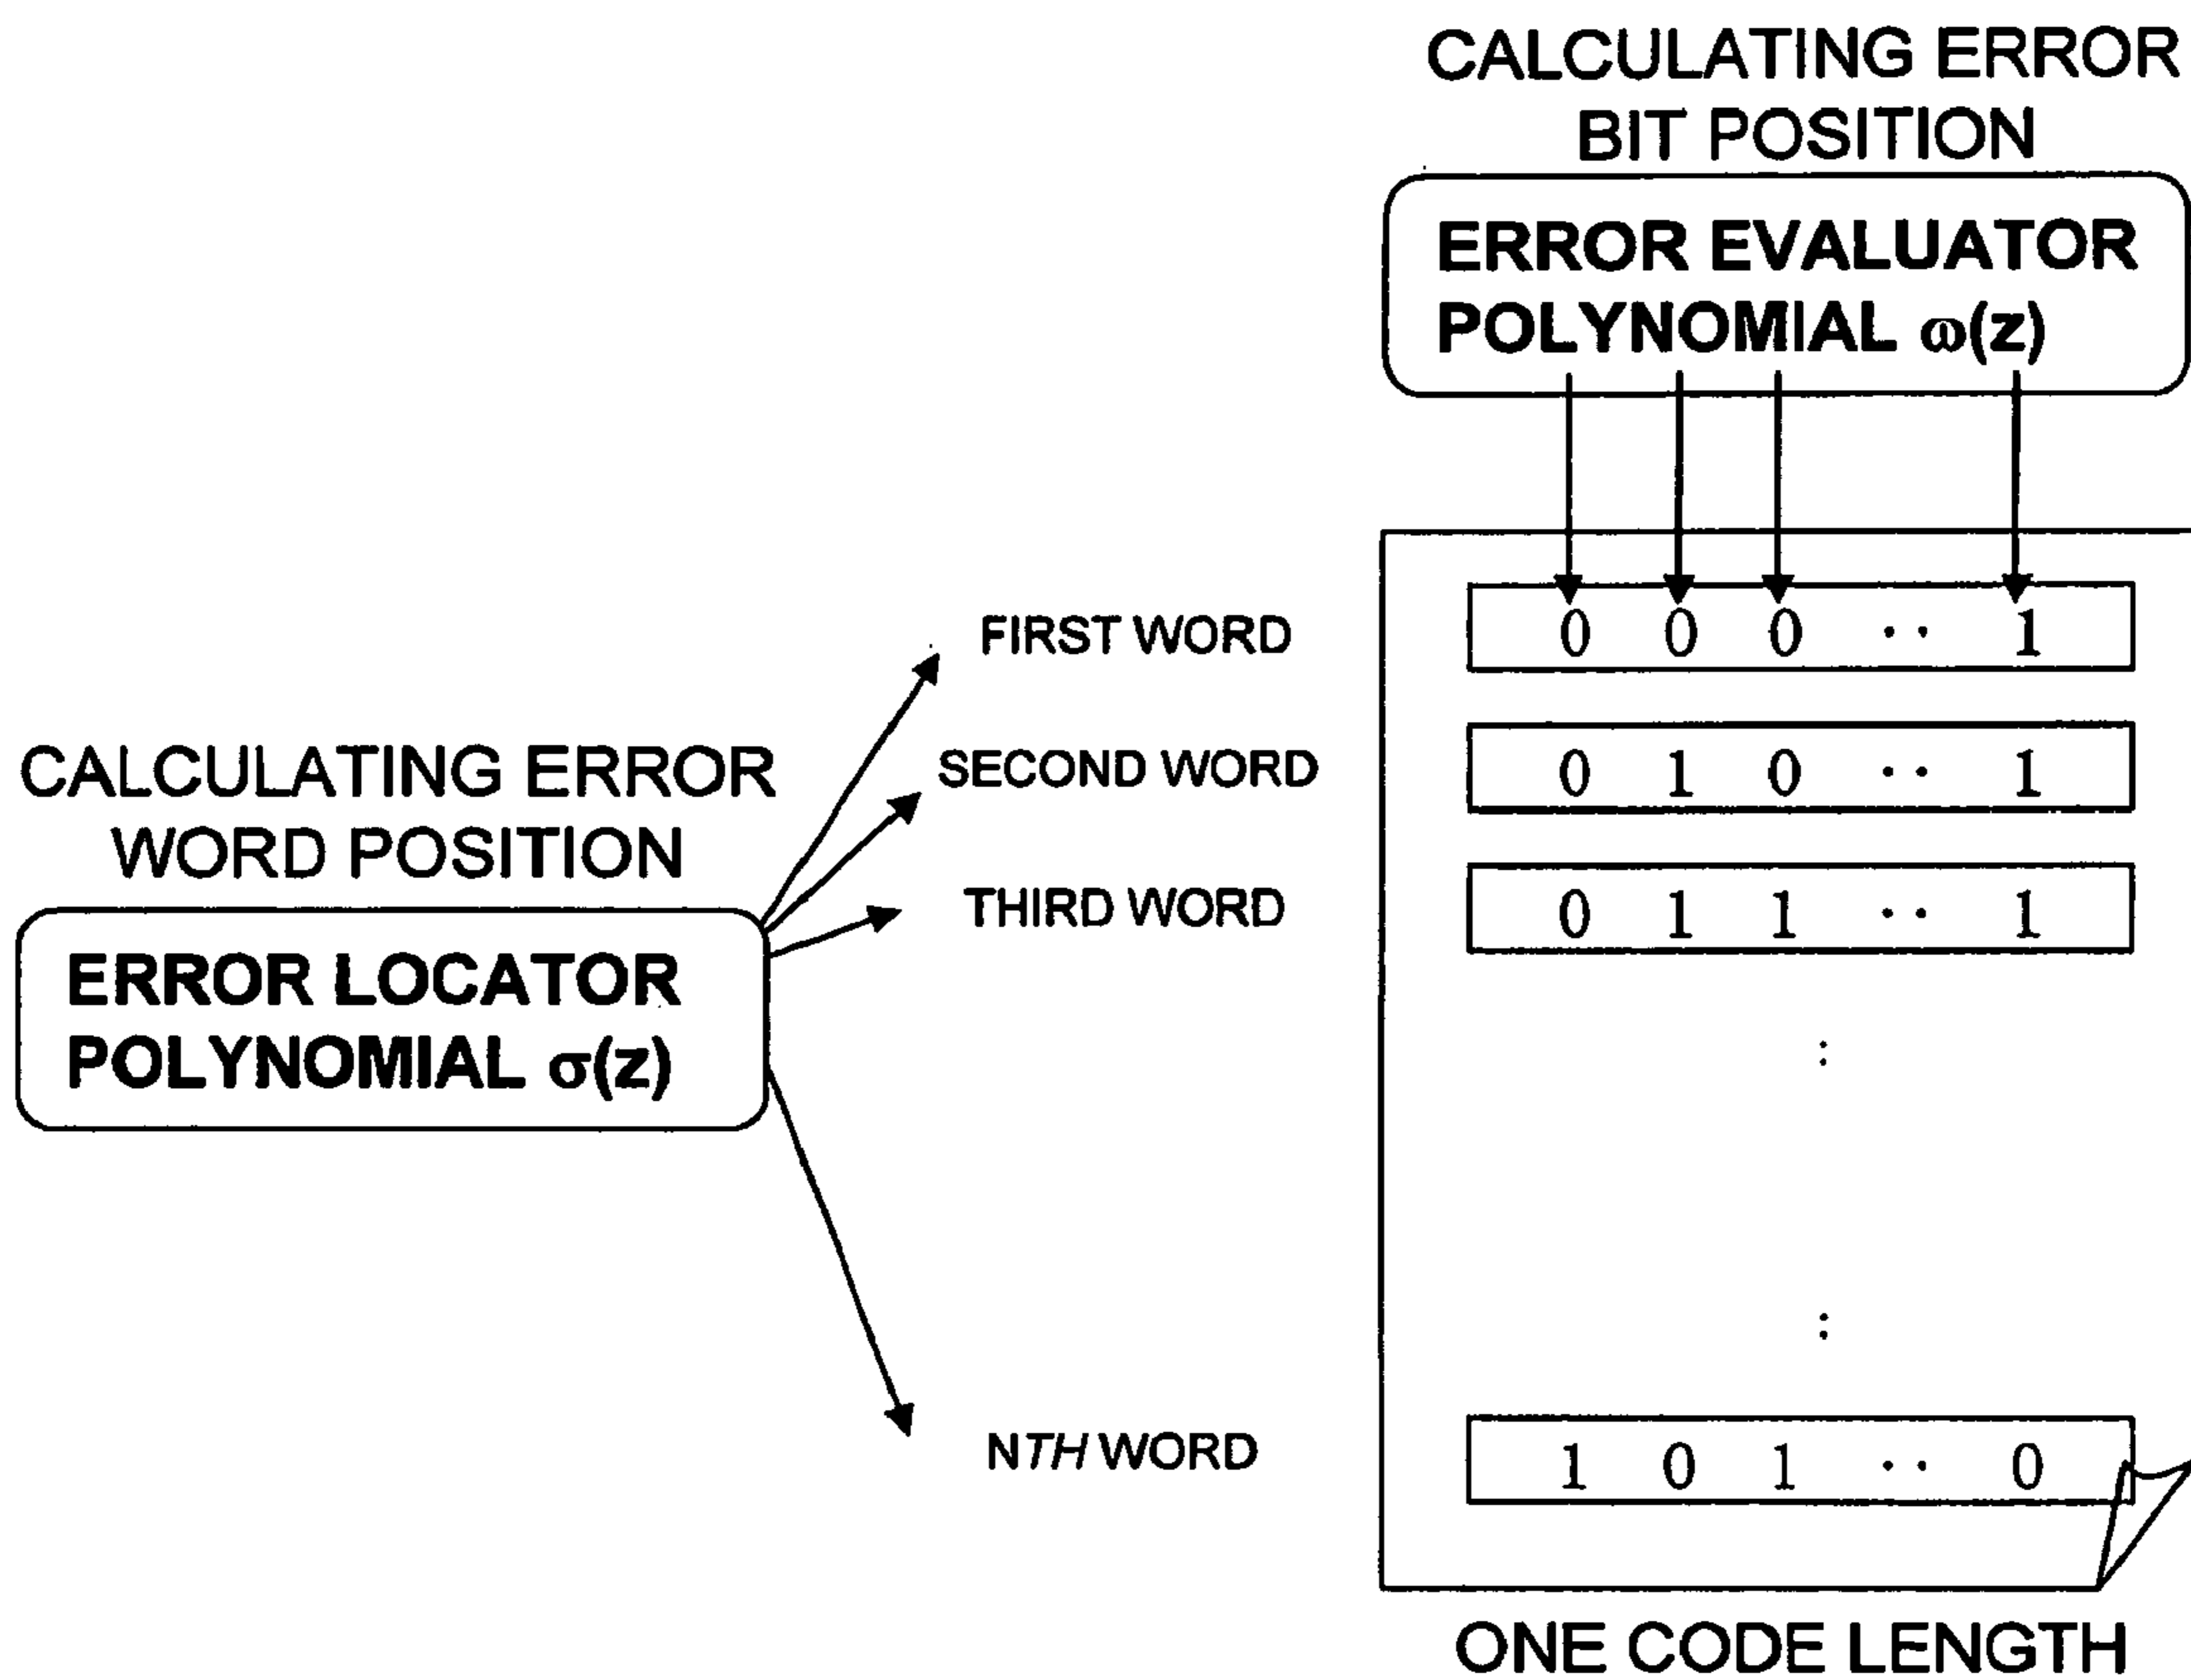 CALCULATING ERROR
BIT POSITION
ERROR EVALUATOR
POLYNOMIAL ω(z)
FIRST WORD
0 0 0 ·· 1
SECOND WORD
0 1 0 ·· 1
THIRD WORD
0 1 1 ·· 1
CALCULATING ERROR
WORD POSITION
ERROR LOCATOR
POLYNOMIAL σ(z)
:
:
NTH WORD
1 0 1 ·· 0
ONE CODE LENGTH